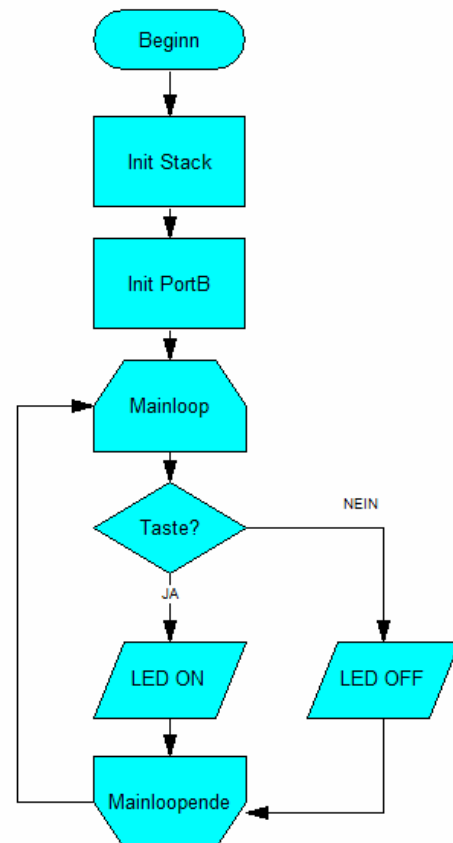 Beginn
Init Stack
Init PortB
Mainloop
Taste?
NEIN
JA
LED ON
LED OFF
Mainloopende